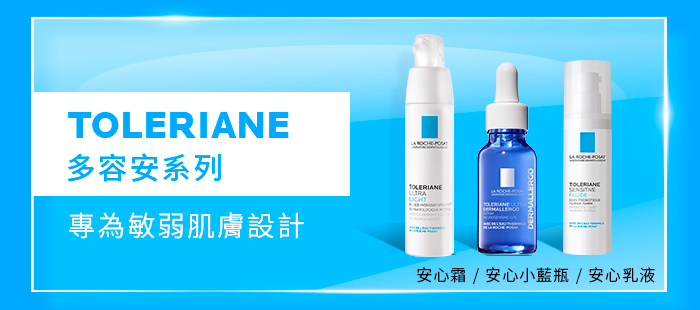 TOLERIANE
多容安系列
專為敏弱肌膚設計
LA ROCHE-POSAY
TOLERIANE
ULTRA
LIGHT
LA ROCHE-POSAY
TOLERIANE ULTRA
DERMALLERGO
DERMALLERGO
LA ROCHE-POSAY
TOLERIANE
SENSITIVE
FLUIDE
安心霜 / 安心小藍瓶 / 安心乳液